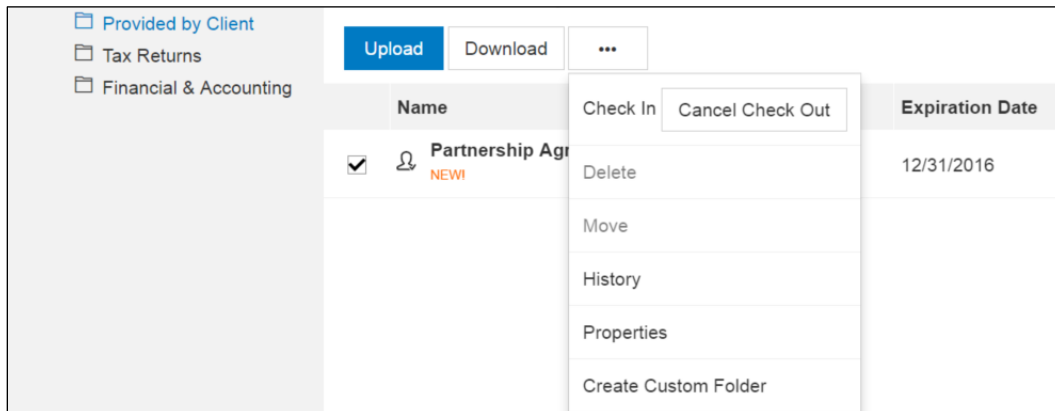 Provided by Client
Tax Returns
Financial & Accounting
Upload Download •••
Name Expiration Date
Check In Cancel Check Out
Partnership Agr
NEW!
12/31/2016
Delete
Move
History
Properties
Create Custom Folder